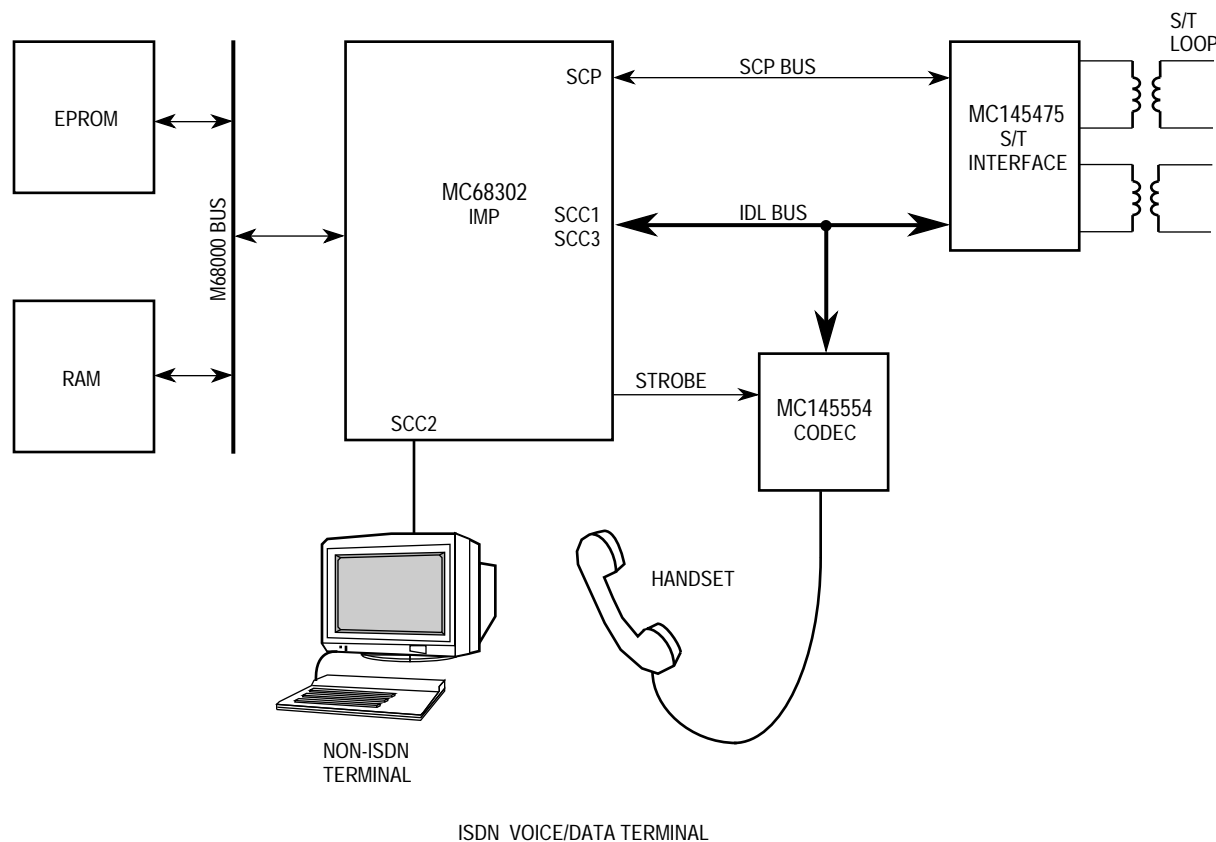 S/T
LOOP
SCP
SCP BUS
EPROM
MC145475
S/T
INTERFACE
MC68302
IMP
M68000 BUS
SCC1
SCC3
IDL BUS
RAM
STROBE
MC145554
CODEC
SCC2
HANDSET
NON-ISDN
TERMINAL
ISDN VOICE/DATA TERMINAL